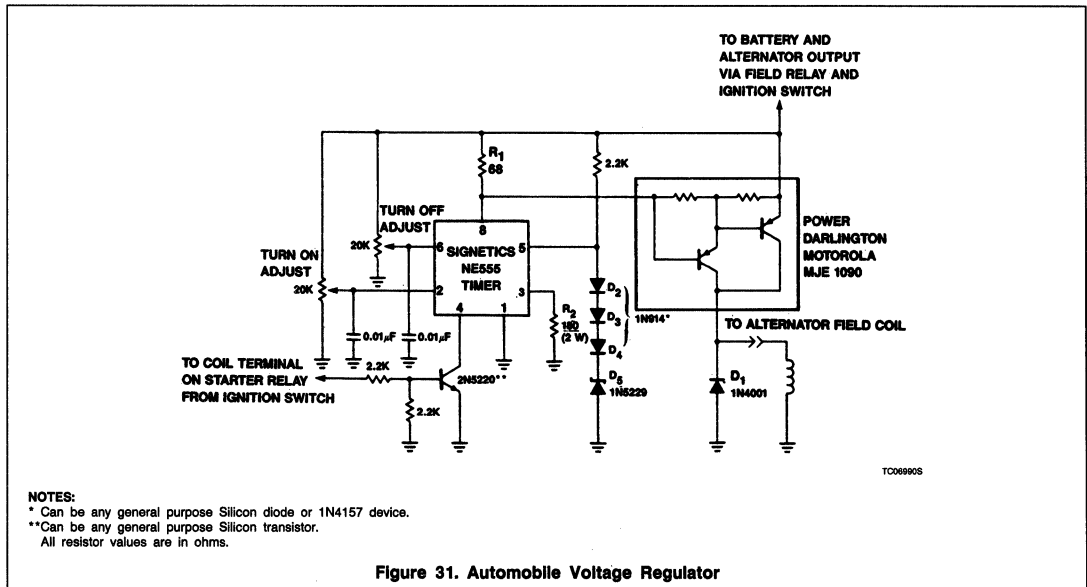 TO BATTERY AND
ALTERNATOR OUTPUT
VIA FIELD RELAY AND
IGNITION SWITCH
R1
68
2.2K
TURN OFF
ADJUST
20K
TURN ON
ADJUST
20K
8
6
5
SIGNETICS
NE555
TIMER
2
3
4
1
POWER
DARLINGTON
MOTOROLA
MJE 1090
D2
D3
D4
1N914*
R2
(2 W)
D5
1N5229
0.01μF
0.01μF
TO ALTERNATOR FIELD COIL
D1
1N4001
TO COIL TERMINAL
ON STARTER RELAY
FROM IGNITION SWITCH
2.2K
2N5220**
2.2K
TC06990S
NOTES:
* Can be any general purpose Silicon diode or 1N4157 device.
**Can be any general purpose Silicon transistor.
All resistor values are in ohms.
Figure 31. Automobile Voltage Regulator